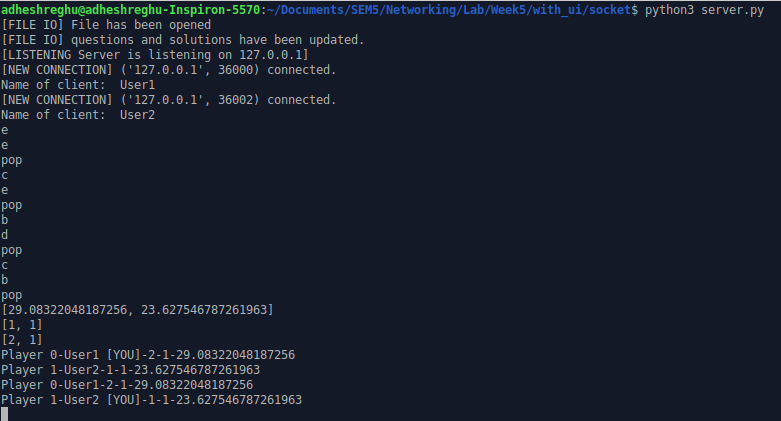 adheshreghu@adheshreghu-Inspiron-5570:~/Documents/SEM5/Networking/Lab/Week5/with_ui/socket$ python3 server.py
[FILE IO] File has been opened
[FILE IO] questions and solutions have been updated.
[LISTENING Server is listening on 127.0.0.1]
[NEW CONNECTION] ('127.0.0.1', 36000) connected.
Name of client:  User1
[NEW CONNECTION] ('127.0.0.1', 36002) connected.
Name of client:  User2
e
e
pop
c
e
pop
b
d
pop
c
b
pop
[29.08322048187256, 23.627546787261963]
[1, 1]
[2, 1]
Player 0-User1 [YOU]-2-1-29.08322048187256
Player 1-User2-1-1-23.627546787261963
Player 0-User1-2-1-29.08322048187256
Player 1-User2 [YOU]-1-1-23.627546787261963